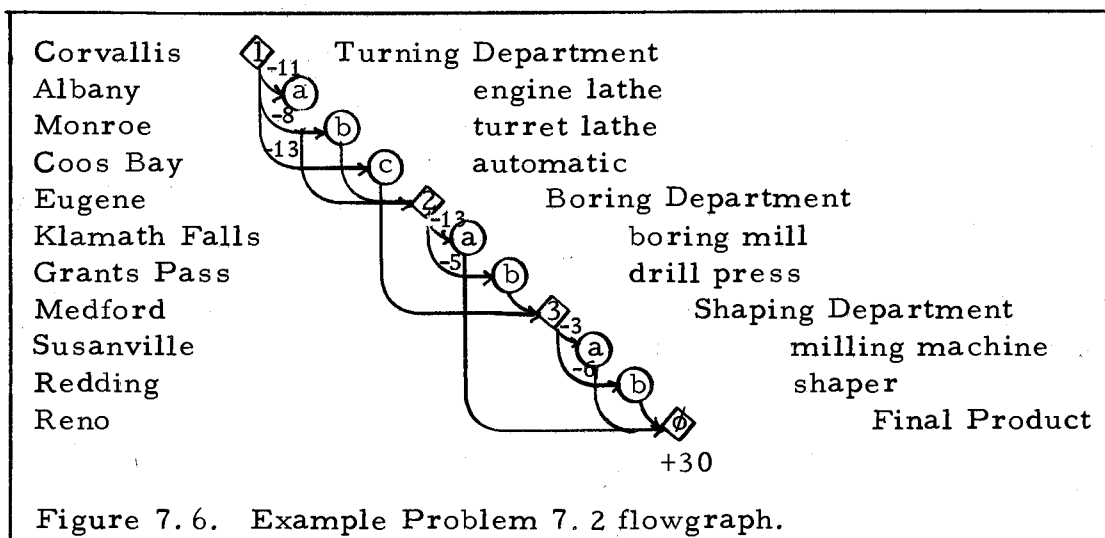 Corvallis 1 Turning Department
-11
Albany a engine lathe
-8
Monroe b turret lathe
-13
Coos Bay c automatic
Eugene 2 Boring Department
-13
Klamath Falls a boring mill
-5
Grants Pass b drill press
Medford 3 Shaping Department
-3
Susanville a milling machine
-6
Redding b shaper
Reno ϕ Final Product
+30
Figure 7.6. Example Problem 7.2 flowgraph.